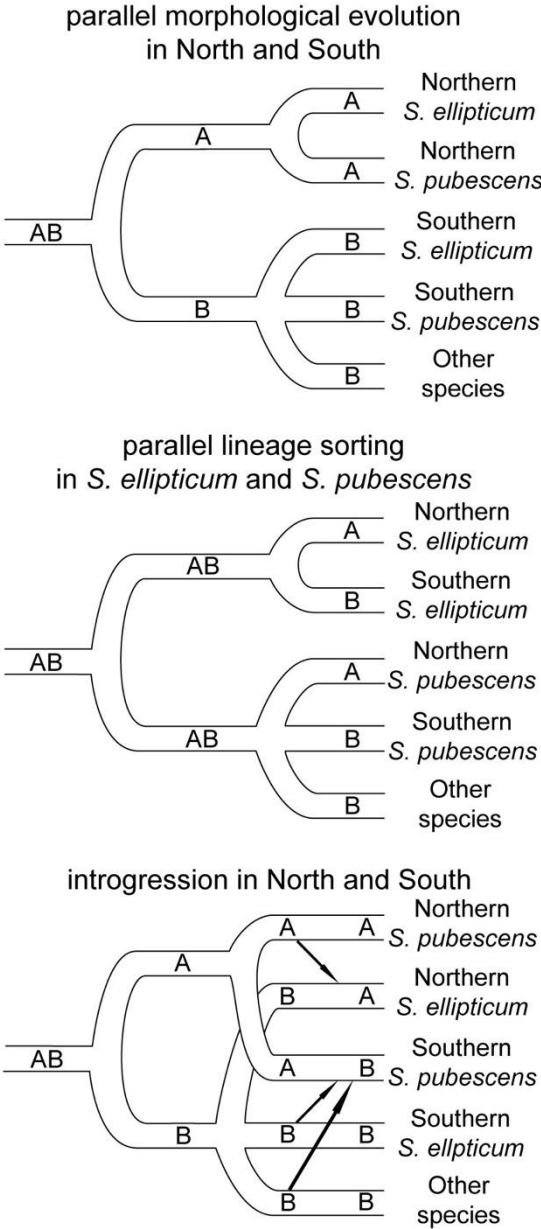 parallel morphological evolution
in North and South
Northern
A
S. ellipticum
A
Northern
A
S. pubescens
AB
Southern
B
S. ellipticum
Southern
B
B
S. pubescens
Other
B
species
parallel lineage sorting
in S. ellipticum and S. pubescens
Northern
A
S. ellipticum
AB
Southern
B
S. ellipticum
AB
Northern
A
S. pubescens
Southern
AB
B
S. pubescens
Other
B
species
introgression in North and South
Northern
A A
S. pubescens
A
Northern
B A
S. ellipticum
AB
Southern
A B
S. pubescens
Southern
B
B B
S. ellpticum
Other
B B
species